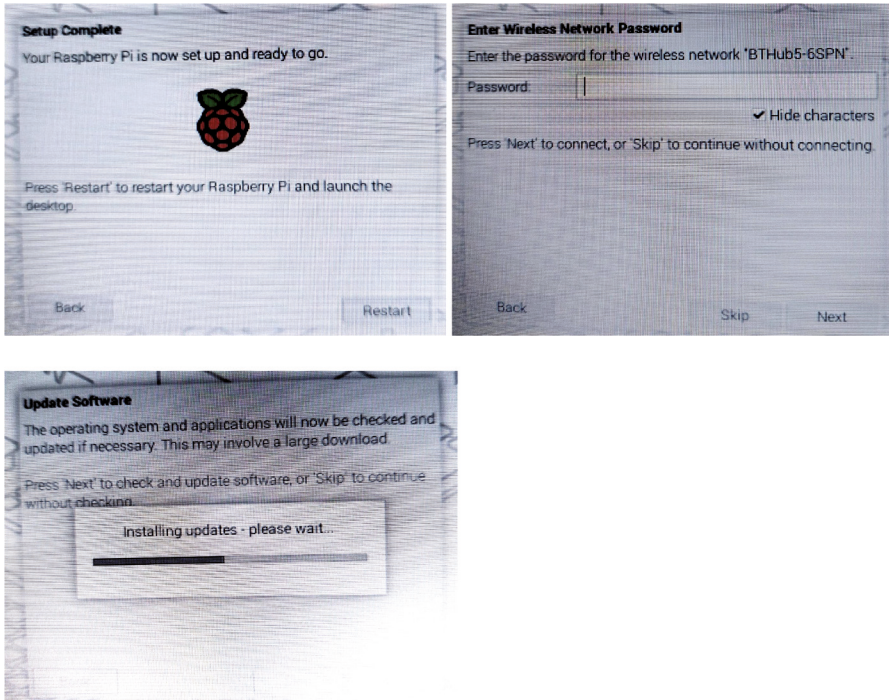 Setup Complete
Your Raspberry Pi is now set up and ready to go.
Press 'Restart' to restart your Raspberry Pi and launch the
desktop.
Back
Restart
Enter Wireless Network Password
Enter the password for the wireless network "BTHub5-6SPN".
Password:
Hide characters
Press 'Next' to connect, or 'Skip' to continue without connecting.
Back
Skip
Next
Update Software
The operating system and applications will now be checked and
updated if necessary. This may involve a large download.
Press 'Next' to check and update software, or 'Skip' to continue
without checking.
Installing updates - please wait...